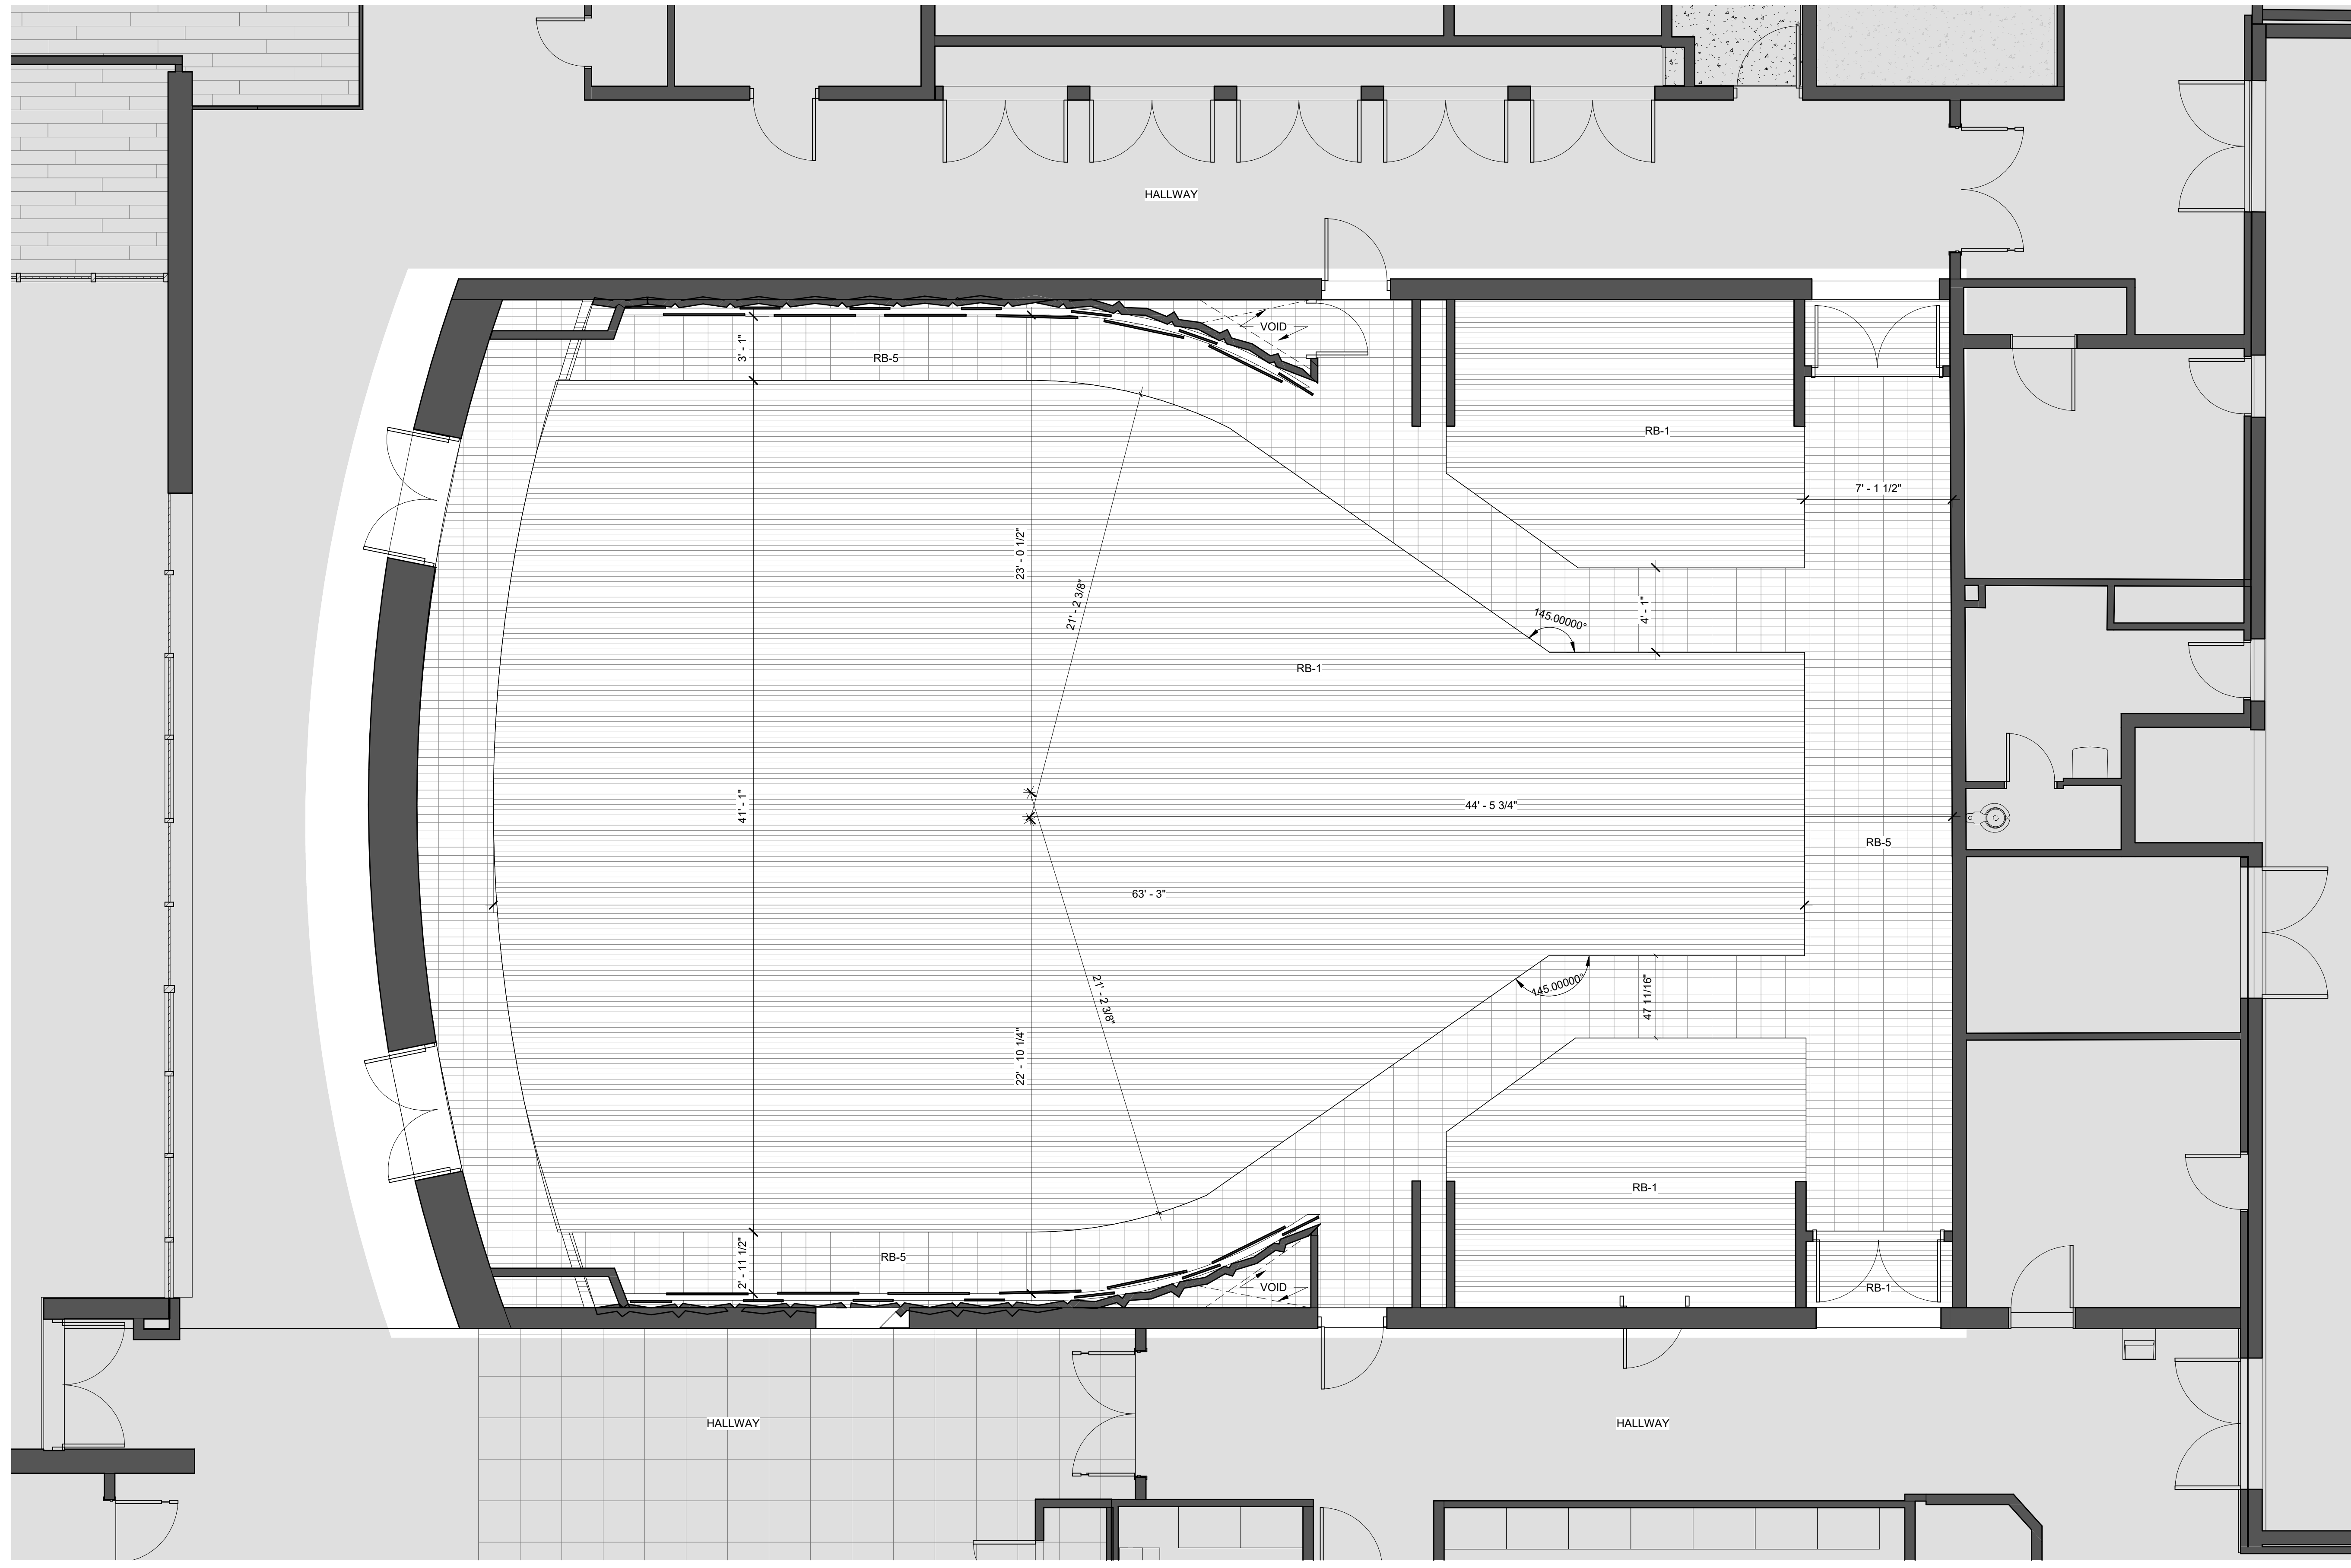 HALLWAY
VOID
3' - 1"
RB-5
RB-1
7' - 1 1/2"
23' - 0 1/2"
21' - 2 3/8"
4' - 1"
145.00000°
RB-1
41' - 1"
44' - 5 3/4"
RB-5
63' - 3"
145.00000°
47 11/16"
21' - 2 3/8"
22' - 10 1/4"
RB-1
2' - 11 1/2"
RB-5
VOID
RB-1
HALLWAY
HALLWAY